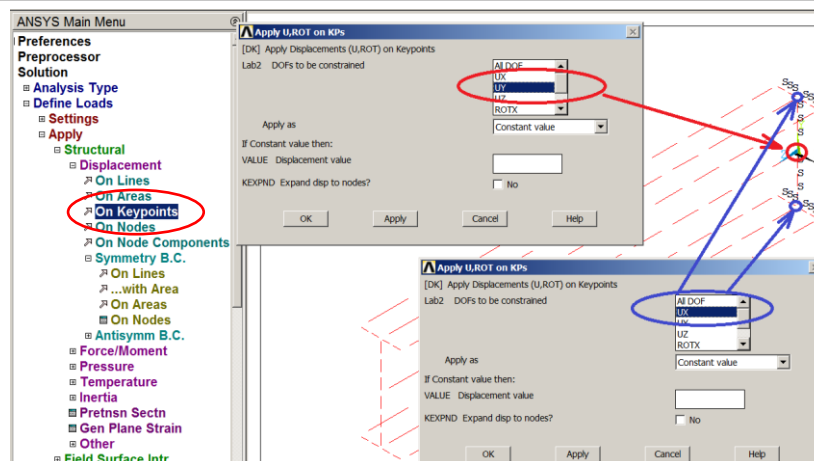 ANSYS Main Menu
Preferences
Preprocessor
Solution
Analysis Type
Define Loads
Settings
Apply
Structural
Displacement
On Lines
On Areas
On Keypoints
On Nodes
On Node Components
Symmetry B.C.
On Lines
...with Area
On Areas
On Nodes
Antisymm B.C.
Force/Moment
Pressure
Temperature
Inertia
Pretnsn Sectn
Gen Plane Strain
Other
Field Surface Intr
Apply U,ROT on KPs
[DK] Apply Displacements (U,ROT) on Keypoints
Lab2 DOFs to be constrained
All DOF
UX
UY
UZ
ROTX
Apply as
Constant value
If Constant value then:
VALUE Displacement value
KEXPND Expand disp to nodes?
No
OK Apply Cancel Help
Apply U,ROT on KPs
[DK] Apply Displacements (U,ROT) on Keypoints
Lab2 DOFs to be constrained
All DOF
UX
UY
UZ
ROTX
Apply as
Constant value
If Constant value then:
VALUE Displacement value
KEXPND Expand disp to nodes?
No
OK Apply Cancel Help